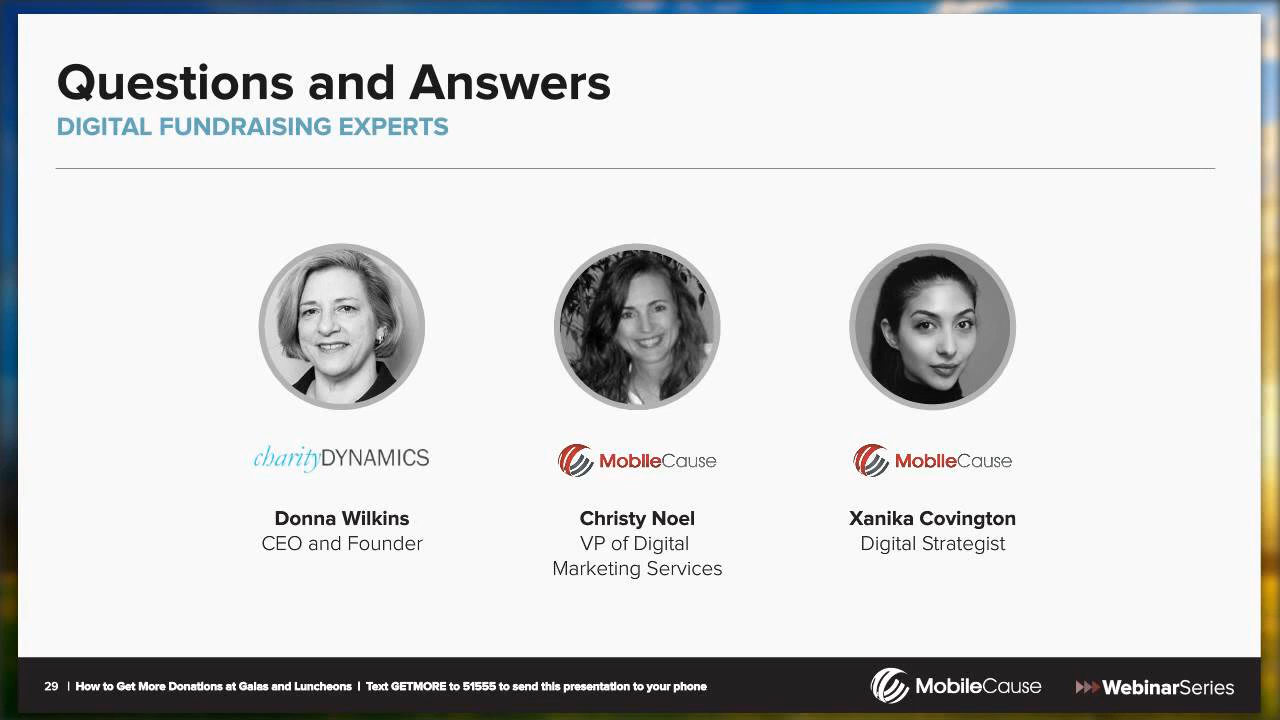 Questions and Answers
DIGITAL FUNDRAISING EXPERTS
charityDYNAMICS
MobileCause
MobileCause
Donna Wilkins
CEO and Founder
Christy Noel
VP of Digital
Marketing Services
Xanika Covington
Digital Strategist
29 | How to Get More Donations at Galas and Luncheons | Text GETMORE to 51555 to send this presentation to your phone
MobileCause
WebinarSeries